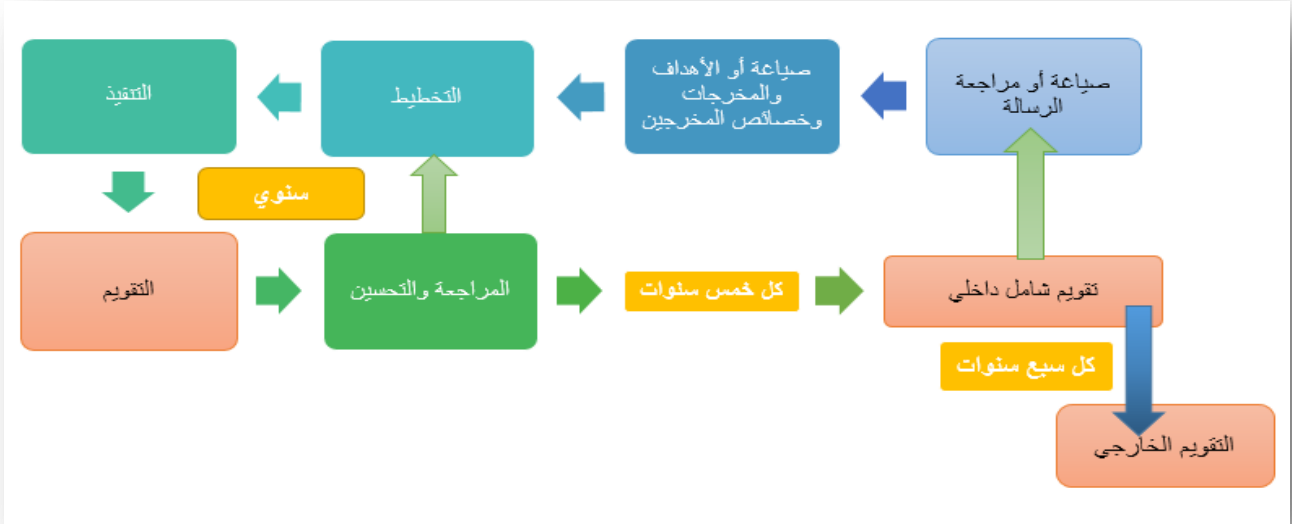 صياغة أو مراجعة
الرسالة
صياعة أو الأهداف
والمخرجات
وخصائص المخرجين
التخطيط
التنفيذ
سنوي
التقويم
المراجعة والتحسين
كل خمس سنوات
تقويم شامل داخلي
كل سبع سنوات
التقويم الخارجي